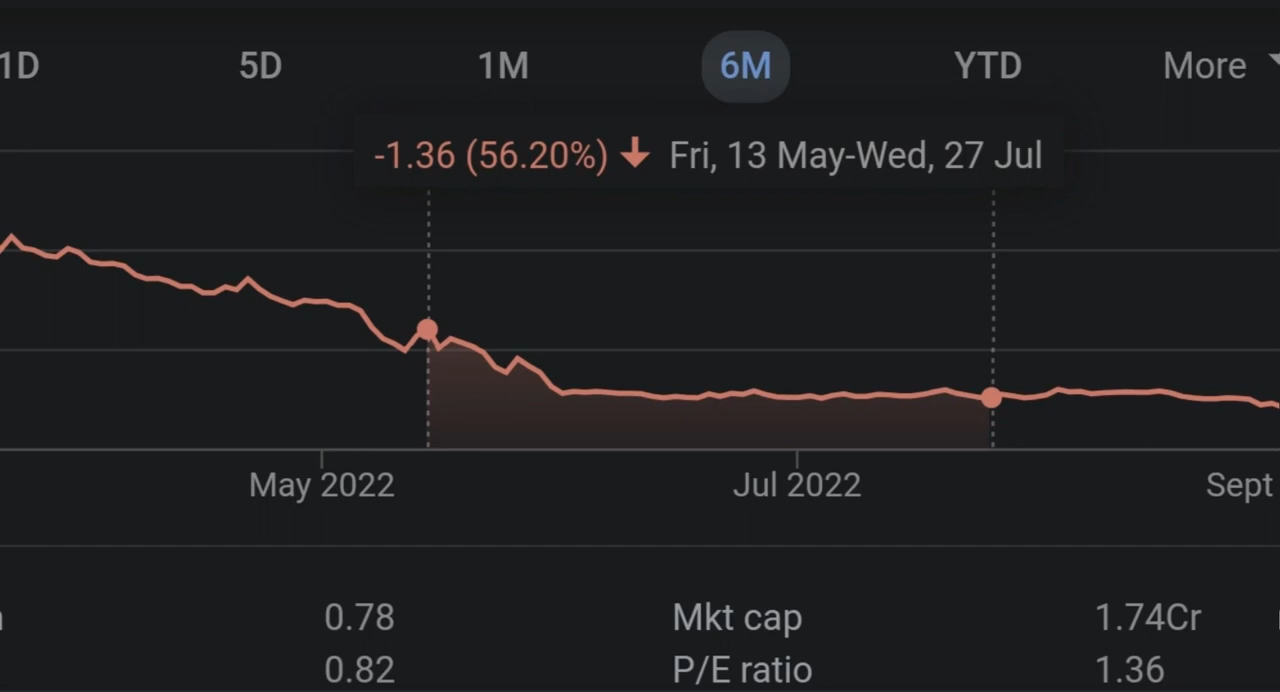 1D 5D 1M 6M YTD More
-1.36 (56.20%) Fri, 13 May-Wed, 27 Jul
May 2022 Jul 2022 Sept
0.78 Mkt cap 1.74Cr
0.82 P/E ratio 1.36